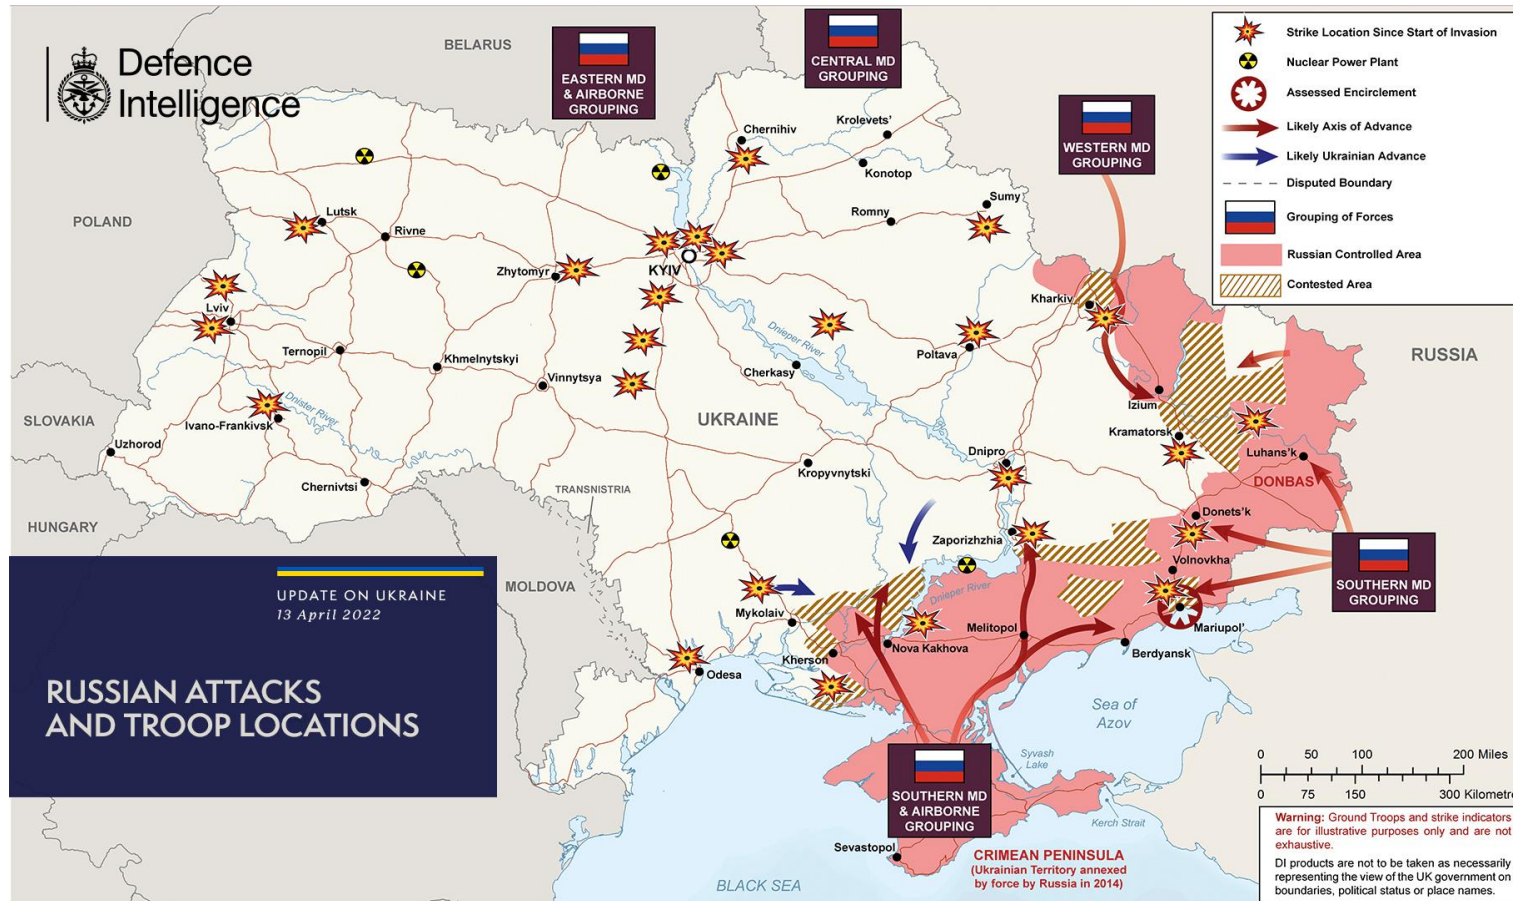 Defence
Intelligence
BELARUS
EASTERN MD
& AIRBORNE
GROUPING
CENTRAL MD
GROUPING
WESTERN MD
GROUPING
Strike Location Since Start of Invasion
Nuclear Power Plant
Assessed Encirclement
Likely Axis of Advance
Likely Ukrainian Advance
Disputed Boundary
Grouping of Forces
Russian Controlled Area
Contested Area
Chernihiv
Krolevets'
Konotop
POLAND
Lutsk
Rivne
Romny
Sumy
Zhytomyr
KYIV
Kharkiv
Lviv
Ternopil
Khmelnytskyi
Vinnytsya
Dnieper River
Cherkasy
Poltava
RUSSIA
Izium
SLOVAKIA
Dnister River
Ivano-Frankivsk
UKRAINE
Kramatorsk
Uzhorod
Luhans'k
Dnipro
Kropyvnytski
DONBAS
Chernivtsi
TRANSNISTRIA
HUNGARY
Donets'k
Zaporizhzhia
Volnovkha
MOLDOVA
SOUTHERN MD
GROUPING
Dnieper River
UPDATE ON UKRAINE
13 April 2022
Mykolaiv
Melitopol
Mariupol'
Nova Kakhova
Kherson
Berdyansk
Odesa
RUSSIAN ATTACKS
AND TROOP LOCATIONS
Sea of
Azov
Syvash
Lake
SOUTHERN MD
& AIRBORNE
GROUPING
Kerch Strait
Sevastopol
CRIMEAN PENINSULA
(Ukrainian Territory annexed
by force by Russia in 2014)
BLACK SEA
0 50 100 200 Miles
0 75 150 300 Kilometre
Warning: Ground Troops and strike indicators
are for illustrative purposes only and are not
exhaustive.
DI products are not to be taken as necessarily
representing the view of the UK government on
boundaries, political status or place names.